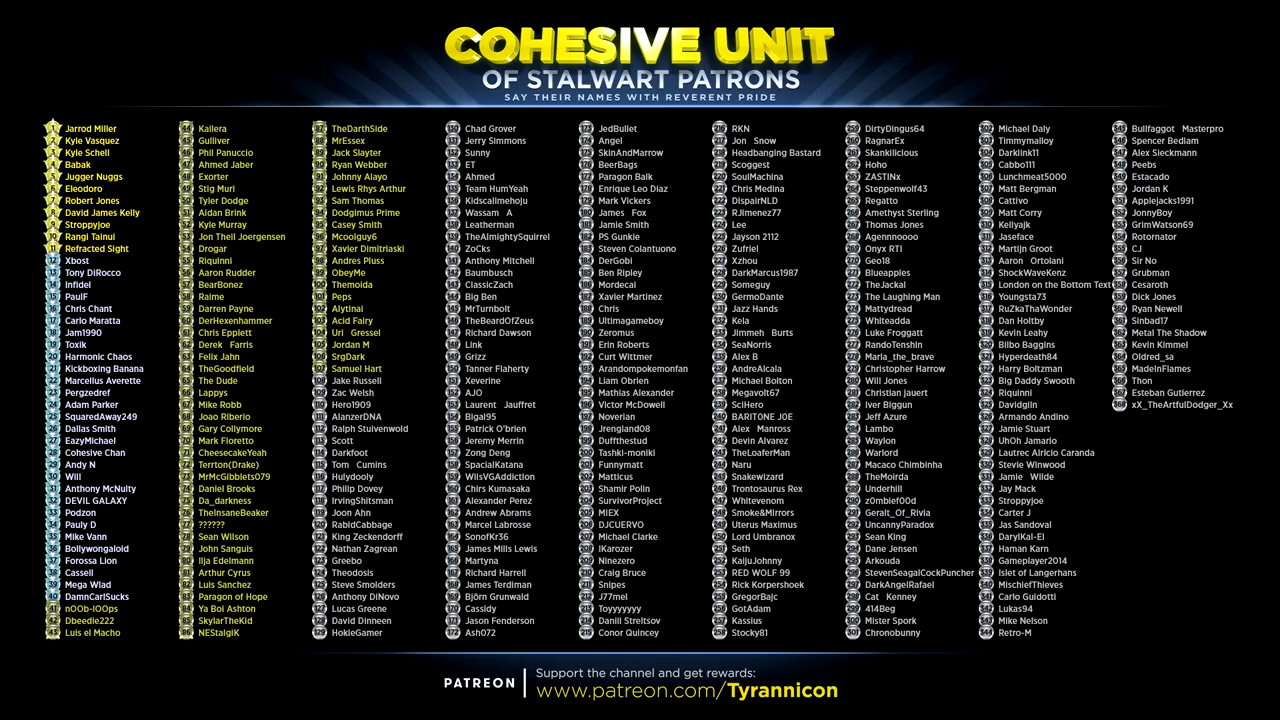 COHESIVE UNIT
OF STALWART PATRONS
SAY THEIR NAMES WITH REVERENT PRIDE
Jarrod Miller
Kyle Vasquez
Kyle Schell
Babak
Jugger Nuggs
Eleodoro
Robert Jones
David James Kelly
Stroppyjoe
Rangi Tainui
Refracted Sight
Xbost
Tony DiRocco
Infidel
PaulF
Chris Chant
Carlo Maratta
Jam1990
Toxik
Harmonic Chaos
Kickboxing Banana
Marcellus Averette
Pergzedref
Adam Parker
SquaredAway249
Dallas Smith
EazyMichael
Cohesive Chan
Andy N
Will
Anthony McNulty
DEVIL GALAXY
Podzon
Pauly D
Mike Vann
Bollywongaloid
Forossa Lion
Cassell
Mega Wlad
DamnCarlSucks
nOOb-lOOps
Dbeedie222
Luis el Macho
Kallera
Gulliver
Phil Panuccio
Ahmed Jaber
Exorter
Stig Muri
Tyler Dodge
Aidan Brink
Kyle Murray
Jon Theil Joergensen
Drogar
Riquinni
Aaron Rudder
BearBonez
Raime
Darren Payne
DerHexenhammer
Chris Epplett
Derek Farris
Felix Jahn
TheGoodfield
The Dude
Lappys
Mike Robb
Joao Riberio
Gary Collymore
Mark Fioretto
CheesecakeYeah
Terrton(Drake)
MrMcGibblets079
Daniel Brooks
Da_darkness
TheInsaneBeaker
??????
Sean Wilson
John Sanguis
Ilja Edelmann
Arthur Cyrus
Luis Sanchez
Paragon of Hope
Ya Boi Ashton
SkylarTheKid
NEStalgiK
TheDarthSide
MrEssex
Jack Slayter
Ryan Webber
Johnny Alayo
Lewis Rhys Arthur
Sam Thomas
Dodgimus Prime
Casey Smith
Mcoolguy6
Xavier Dimitriaski
Andres Pluss
ObeyMe
Themoida
Peps
Alytinai
Acid Fairy
Uri Gressel
Jordan M
SrgDark
Samuel Hart
Jake Russell
Zac Welsh
Hero1909
AlanzerDNA
Ralph Stuivenwold
Scott
Darkfoot
Tom Cumins
Hulydooly
Philip Dovey
IrvingShitsman
Joon Ahn
RabidCabbage
King Zeckendorff
Nathan Zagrean
Greebo
Theodosis
Steve Smolders
Anthony DiNovo
Lucas Greene
David Dinneen
HokieGamer
Chad Grover
Jerry Simmons
Sunny
ET
Ahmed
Team HumYeah
Kidscallmehoju
Wassam A
Leatherman
TheAlmightySquirrel
ZoCks
Anthony Mitchell
Baumbusch
ClassicZach
Big Ben
MrTurnbolt
TheBeardOfZeus
Richard Dawson
Link
Grizz
Tanner Flaherty
Xeverine
AJO
Laurent Jauffret
Bigal95
Patrick O'brien
Jeremy Merrin
Zong Deng
SpacialKatana
WilsVGAddiction
Chirs Kumasaka
Alexander Perez
Andrew Abrams
Marcel Labrosse
SonofKr36
James Mills Lewis
Martyna
Richard Harrell
James Terdiman
Björn Grunwald
Cassidy
Jason Fenderson
Ash072
JedBullet
Angel
SkinAndMarrow
BeerBags
Paragon Balk
Enrique Leo Diaz
Mark Vickers
James Fox
Jamie Smith
PS Gunkie
Steven Colantuono
DerGobi
Ben Ripley
Mordecai
Xavier Martinez
Chris
Ultimagameboy
Zeromus
Erin Roberts
Curt Wittmer
Arandompokemonfan
Liam Obrien
Mathias Alexander
Victor McDowell
Noverian
Jrengland08
Duffthestud
Tashki-moniki
Funnymatt
Matticus
Shamir Polin
SurvivorProject
MIEX
DJCUERVO
Michael Clarke
IKarozer
Ninezero
Craig Bruce
Snipes
J77mel
Toyyyyyyy
Daniil Streltsov
Conor Quincey
RKN
Jon Snow
Headbanging Bastard
Scoggest
SoulMachina
Chris Medina
DispairNLD
RJimenez77
Lee
Jayson 2112
Zufriel
Xzhou
DarkMarcus1987
Someguy
GermoDante
Jazz Hands
Kela
Jimmeh Burts
SeaNorris
Alex B
AndreAlcala
Michael Bolton
Megavolt67
SciHero
BARITONE JOE
Alex Manross
Devin Alvarez
TheLoaferMan
Naru
Snakewizard
Trontosaurus Rex
Whitevenom
Smoke&Mirrors
Uterus Maximus
Lord Umbranox
Seth
KaijuJohnny
RED WOLF 99
Rick Korpershoek
GregorBajc
GotAdam
Kassius
Stocky81
DirtyDingus64
RagnarEx
Skankilicious
Hoho
ZASTINx
Steppenwolf43
Regatto
Amethyst Sterling
Thomas Jones
Agennnoooo
Onyx RTI
Geo18
Blueapples
TheJackal
The Laughing Man
Mattydread
Whiteadda
Luke Froggatt
RandoTenshin
Marla_the_brave
Christopher Harrow
Will Jones
Christian Jauert
Iver Biggun
Jeff Azure
Lambo
Waylon
Warlord
Macaco Chimbinha
TheMoirda
Underhill
z0mbief00d
Geralt_Of_Rivia
UncannyParadox
Sean King
Dane Jensen
Arkouda
StevenSeagalCockPuncher
DarkAngelRafael
Cat Kenney
414Beg
Mister Spork
Chronobunny
Michael Daly
Timmymalloy
Darklink11
Cabbo111
Lunchmeat5000
Matt Bergman
Cattivo
Matt Corry
Kellyajk
Jaseface
Martijn Groot
Aaron Ortolani
ShockWaveKenz
London on the Bottom Text
Youngsta73
RuZkaThaWonder
Dan Holtby
Kevin Leahy
Bilbo Baggins
Hyperdeath84
Harry Boltzman
Big Daddy Swooth
Riquinni
Davidgiln
Armando Andino
Jamie Stuart
UhOh Jamario
Lautrec Alricio Caranda
Stevie Winwood
Jamie Wilde
Jay Mack
Stroppyjoe
Carter J
Jas Sandoval
DarylKal-El
Haman Karn
Gameplayer2014
Islet of Langerhans
MischiefThieves
Carlo Guidotti
Lukas94
Mike Nelson
Retro-M
Bullfaggot Masterpro
Spencer Bedlam
Alex Sieckmann
Peebs
Estacado
Jordan K
Applejacks1991
JonnyBoy
GrimWatson69
Rotornator
CJ
Sir No
Grubman
Cesaroth
Dick Jones
Ryan Newell
Sinbad17
Metal The Shadow
Kevin Kimmel
Oldred_sa
MadeInFlames
Thon
Esteban Gutierrez
xX_TheArtfulDodger_Xx
PATREON
Support the channel and get rewards:
www.patreon.com/Tyrannicon